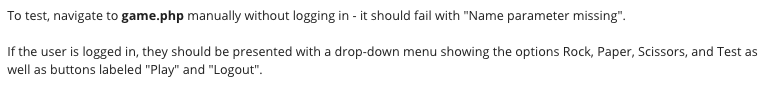 To test, navigate to game.php manually without logging in - it should fail with "Name parameter missing".
If the user is logged in, they should be presented with a drop-down menu showing the options Rock, Paper, Scissors, and Test as
well as buttons labeled "Play" and "Logout".